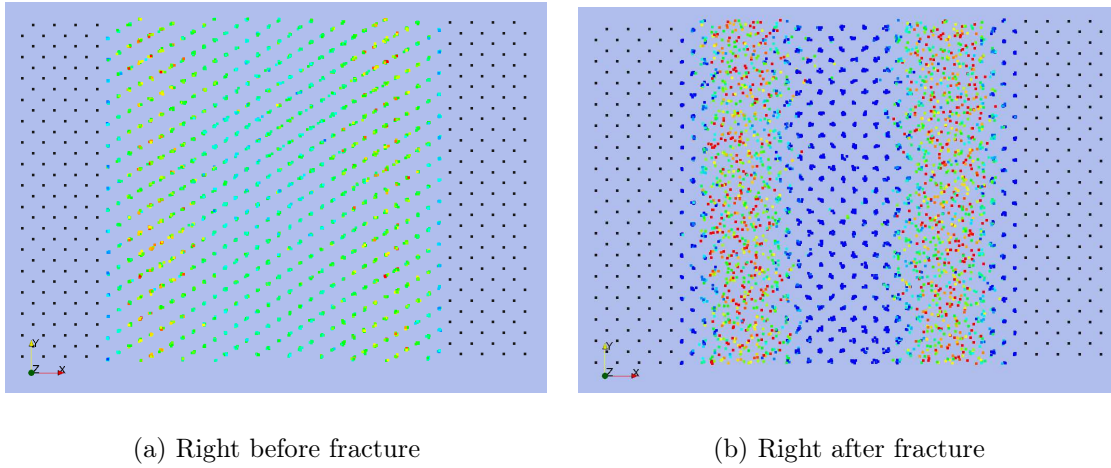 Y
Z X
Y
Z X
(a) Right before fracture
(b) Right after fracture